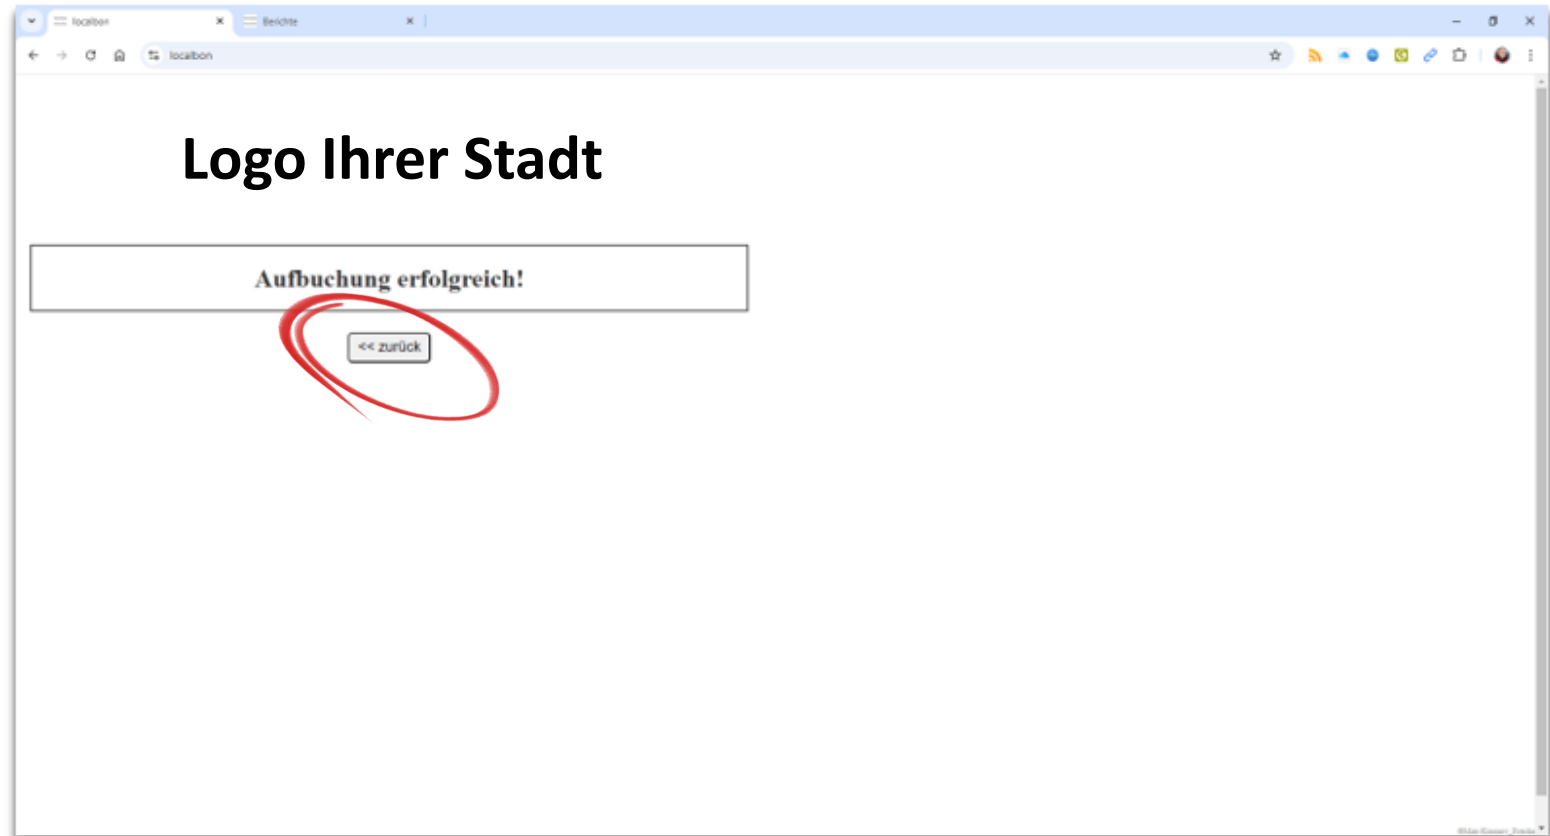 localbon
Berichte
localbon
Logo Ihrer Stadt
Aufbuchung erfolgreich!
<< zurück